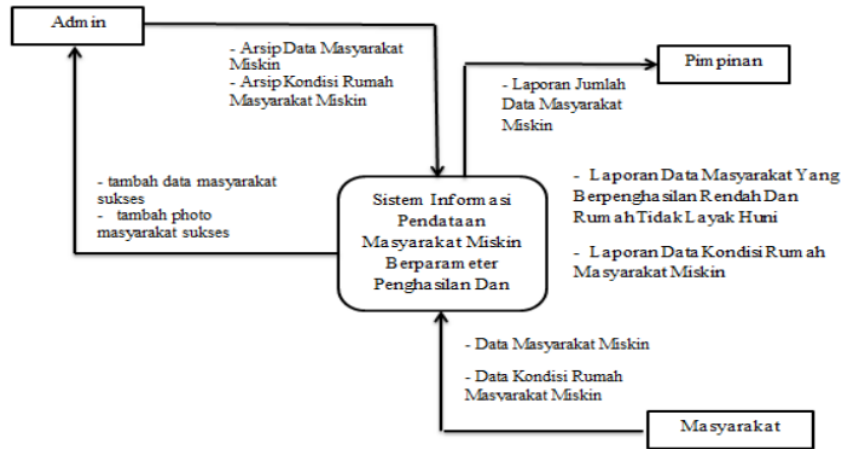 Admin
- Arsip Data Masyarakat
Miskin
- Arsip Kondisi Rumah
Masyarakat Miskin
Pimpinan
- Laporan Jumlah
Data Masyarakat
Miskin
- tambah data masyarakat
sukses
- tambah photo
masyarakat sukses
Sistem Informasi
Pendataan
Masyarakat Miskin
Berparameter
Penghasilan Dan
- Laporan Data Masyarakat Yang
Berpenghasilan Rendah Dan
Rumah Tidak Layak Huni
- Laporan Data Kondisi Rumah
Masyarakat Miskin
- Data Masyarakat Miskin
- Data Kondisi Rumah
Masyarakat Miskin
Masyarakat